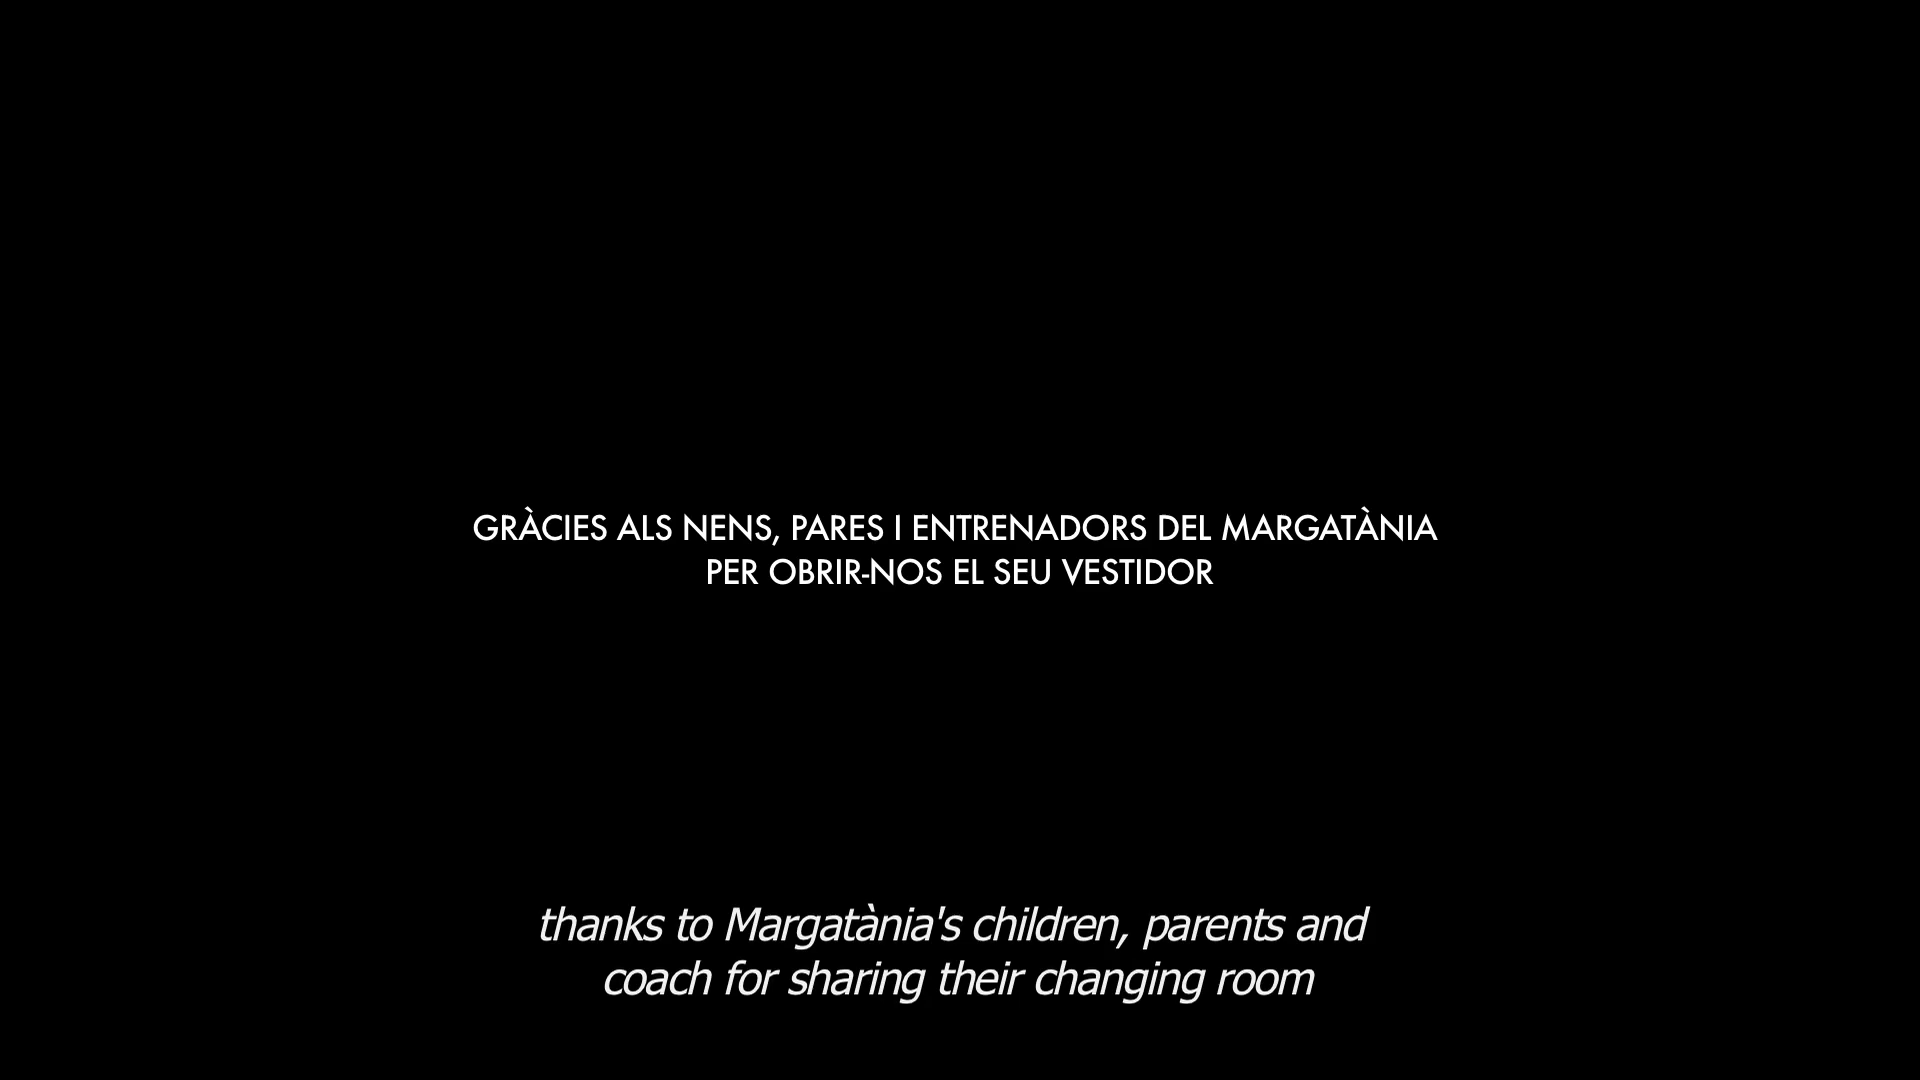 GRÀCIES ALS NENS, PARES I ENTRENADORS DEL MARGATÀNIA
PER OBRIR-NOS EL SEU VESTIDOR
thanks to Margatània's children, parents and
coach for sharing their changing room